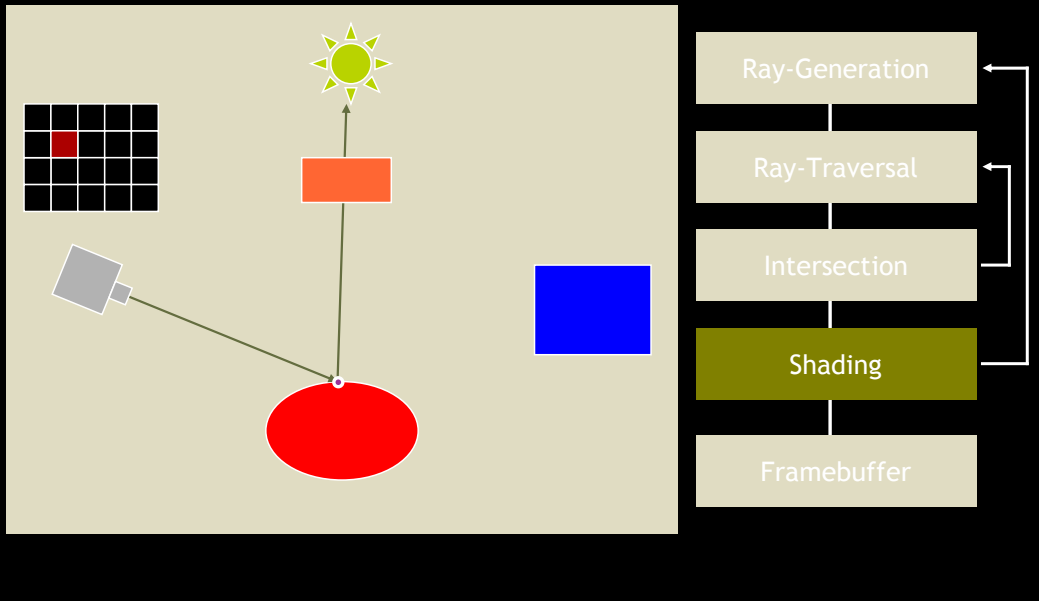 Ray-Generation
Ray-Traversal
Intersection
Shading
Framebuffer